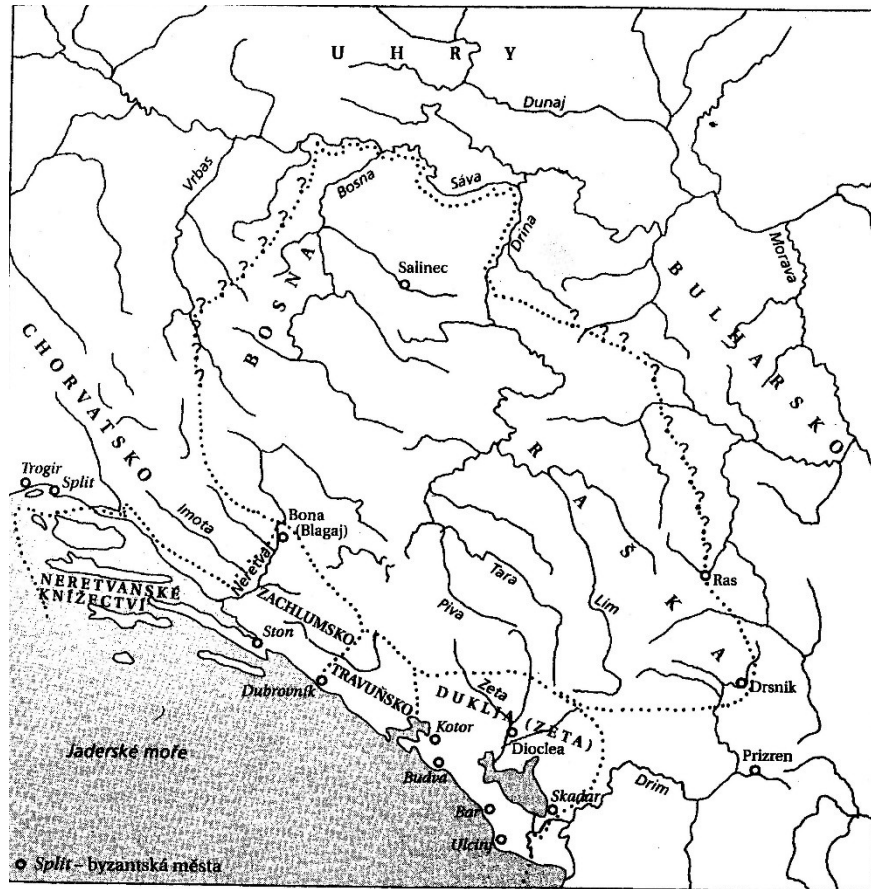 UHRY
Dunaj
Vrbas
Bosna
Sáva
Drina
Morava
Salinec
BOSNA
BULHARSKO
CHORVATSKO
RAŠKA
Trogir
Split
Imota
Bona
(Blagaj)
Neretva
NERETVANSKÉ
KNÍŽECTVÍ
ZACHLUMSKO
Ston
Tara
Piva
Lim
Ras
TRAVUŇSKO
Dubrovník
Zeta
DUKLJA (ZETA)
Drsnik
Kotor
Dioclea
Jaderské moře
Budva
Prizren
Bar
Skadar
Drim
Ulcinj
Split – byzantská města
? ? ? ? ? ? ? ?
? ? ? ?
? ? ? ? ? ?